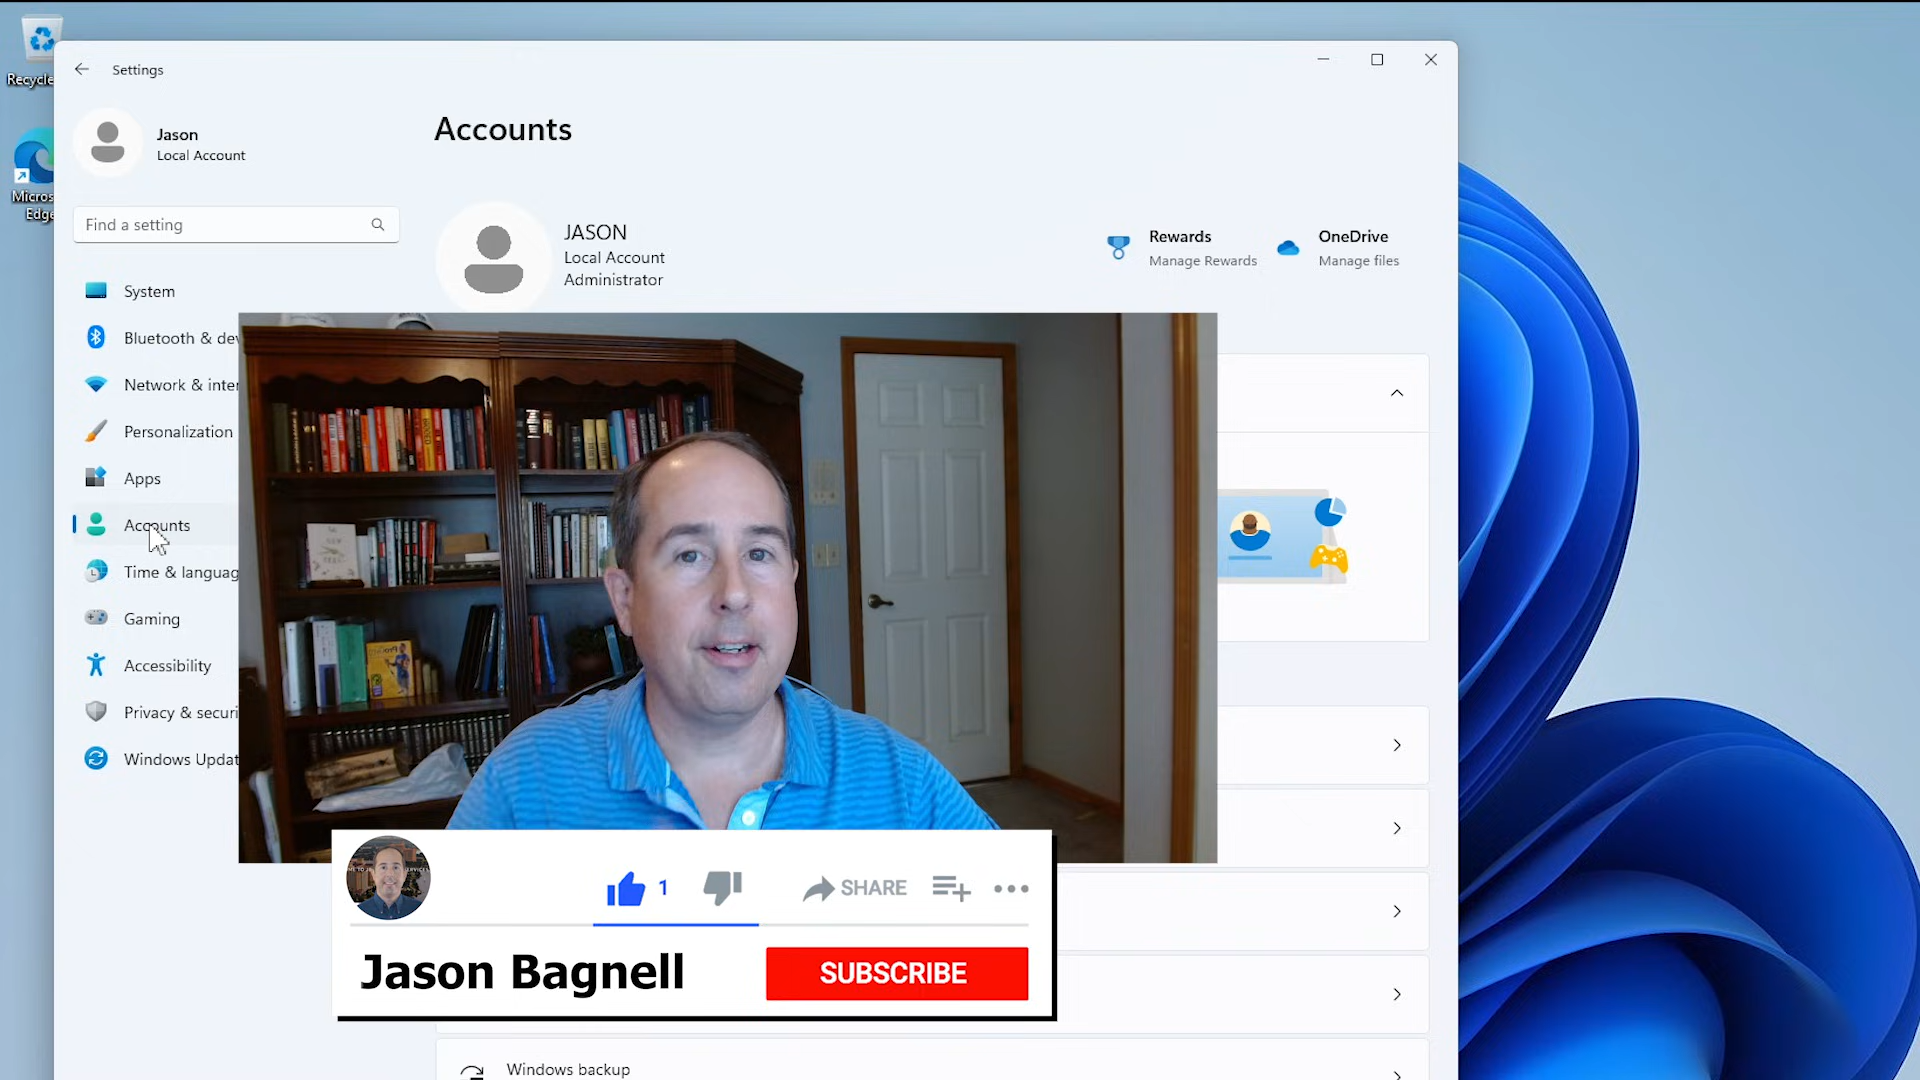 Recycle
Micros
Edge
Settings
Jason
Local Account
Find a setting
System
Bluetooth & dev
Network & inter
Personalization
Apps
Accounts
Time & languag
Gaming
Accessibility
Privacy & securi
Windows Updat
Accounts
JASON
Local Account
Administrator
Rewards
Manage Rewards
OneDrive
Manage files
1
SHARE
Jason Bagnell
SUBSCRIBE
Windows backup